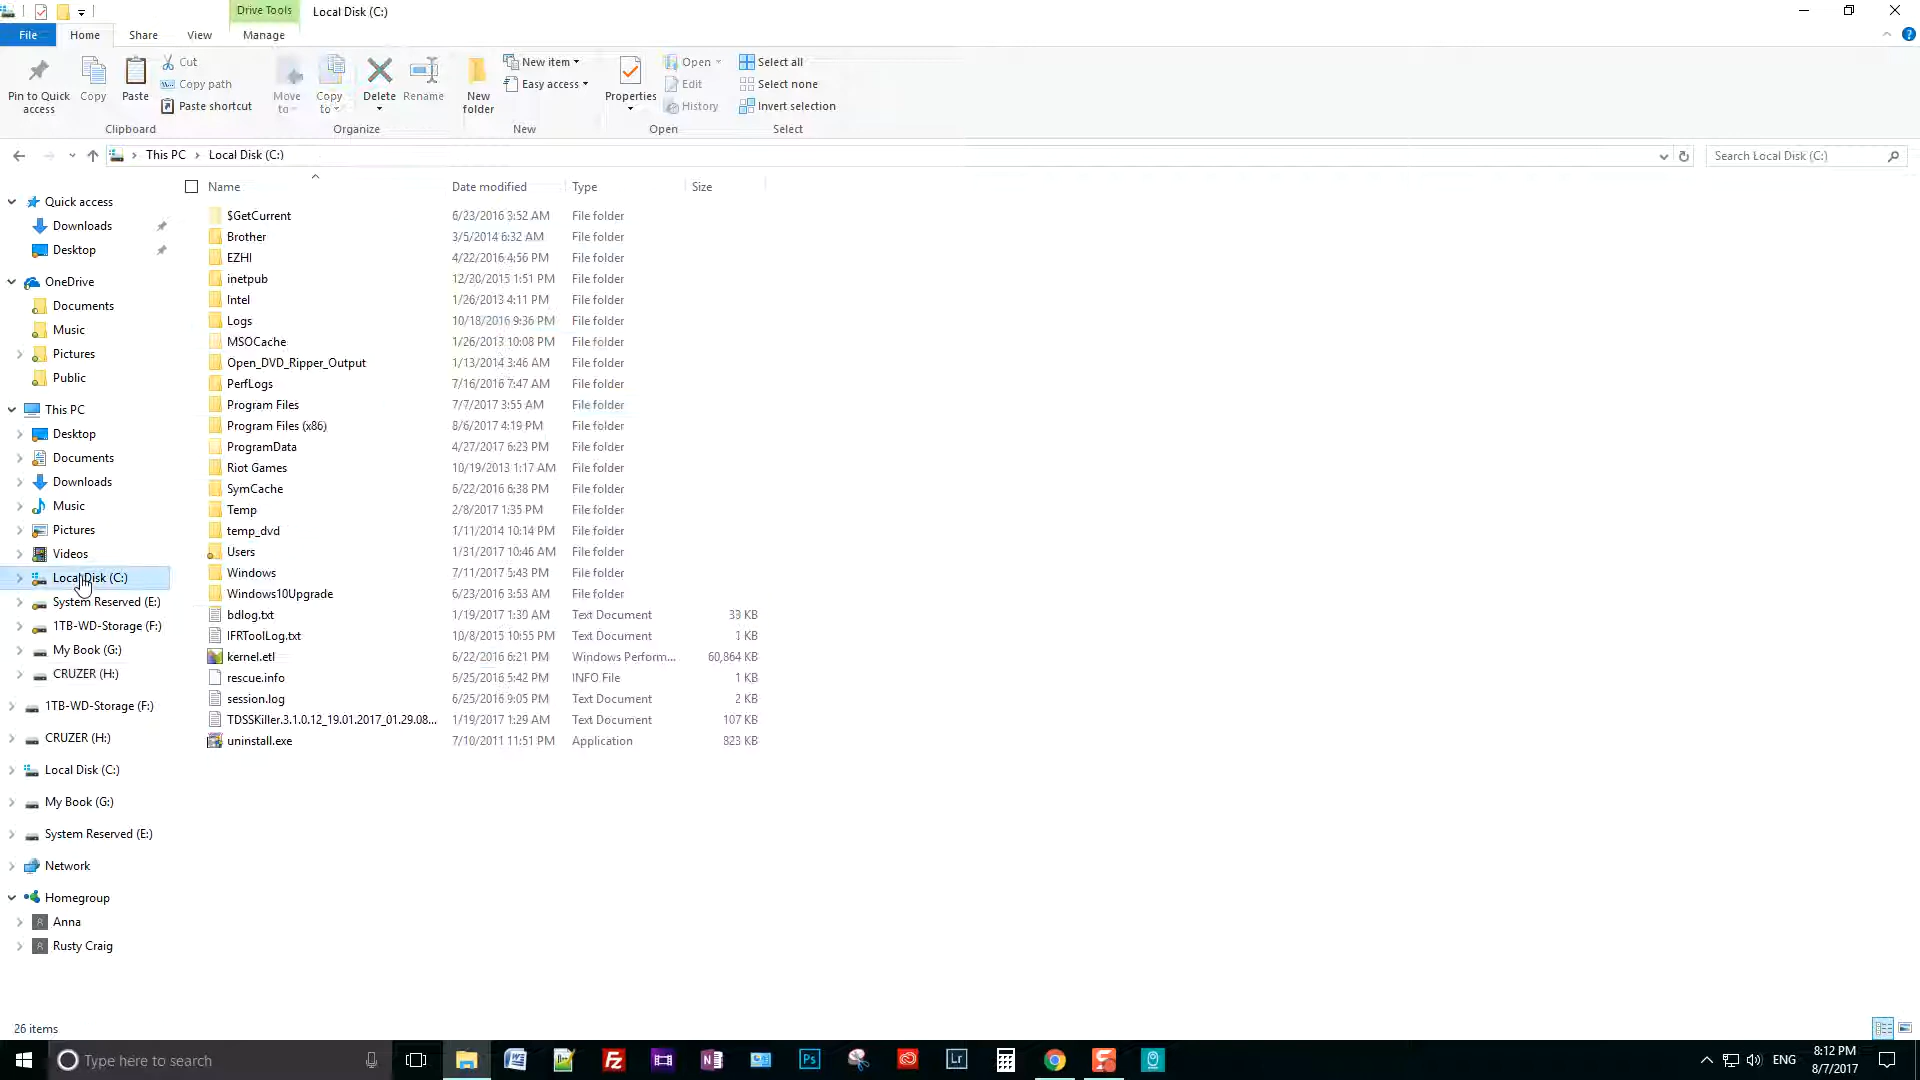 Drive Tools Local Disk (C:)
File Home Share View Manage
Pin to Quick access
Copy
Paste
Cut
Copy path
Paste shortcut
Clipboard
Move to
Copy to
Delete
Rename
Organize
New folder
New item
Easy access
New
Properties
Open
Edit
History
Open
Select all
Select none
Invert selection
Select
This PC Local Disk (C:)
Search Local Disk (C:)
Quick access
Downloads
Desktop
OneDrive
Documents
Music
Pictures
Public
This PC
Desktop
Documents
Downloads
Music
Pictures
Videos
Local Disk (C:)
System Reserved (E:)
1TB-WD-Storage (F:)
My Book (G:)
CRUZER (H:)
1TB-WD-Storage (F:)
CRUZER (H:)
Local Disk (C:)
My Book (G:)
System Reserved (E:)
Network
Homegroup
Anna
Rusty Craig
Name Date modified Type Size
$GetCurrent 6/23/2016 3:52 AM File folder
Brother 3/5/2014 6:32 AM File folder
EZHI 4/22/2016 4:56 PM File folder
inetpub 12/20/2015 1:51 PM File folder
Intel 1/26/2013 4:11 PM File folder
Logs 10/18/2016 9:36 PM File folder
MSOCache 1/26/2013 10:08 PM File folder
Open_DVD_Ripper_Output 1/13/2014 3:46 AM File folder
PerfLogs 7/16/2016 7:47 AM File folder
Program Files 7/7/2017 3:55 AM File folder
Program Files (x86) 8/6/2017 4:19 PM File folder
ProgramData 4/27/2017 6:23 PM File folder
Riot Games 10/19/2013 1:17 AM File folder
SymCache 6/22/2016 6:38 PM File folder
Temp 2/8/2017 1:35 PM File folder
temp_dvd 1/11/2014 10:14 PM File folder
Users 1/31/2017 10:46 AM File folder
Windows 7/11/2017 5:43 PM File folder
Windows10Upgrade 6/23/2016 3:53 AM File folder
bdlog.txt 1/19/2017 1:39 AM Text Document 33 KB
IFRToolLog.txt 10/8/2015 10:55 PM Text Document 1 KB
kernel.etl 6/22/2016 6:21 PM Windows Perform... 60,864 KB
rescue.info 6/25/2016 5:42 PM INFO File 1 KB
session.log 6/25/2016 9:05 PM Text Document 2 KB
TDSSKiller.3.1.0.12_19.01.2017_01.29.08... 1/19/2017 1:29 AM Text Document 107 KB
uninstall.exe 7/10/2011 11:51 PM Application 823 KB
26 items
Type here to search
Ps
Lr
ENG
8:12 PM
8/7/2017